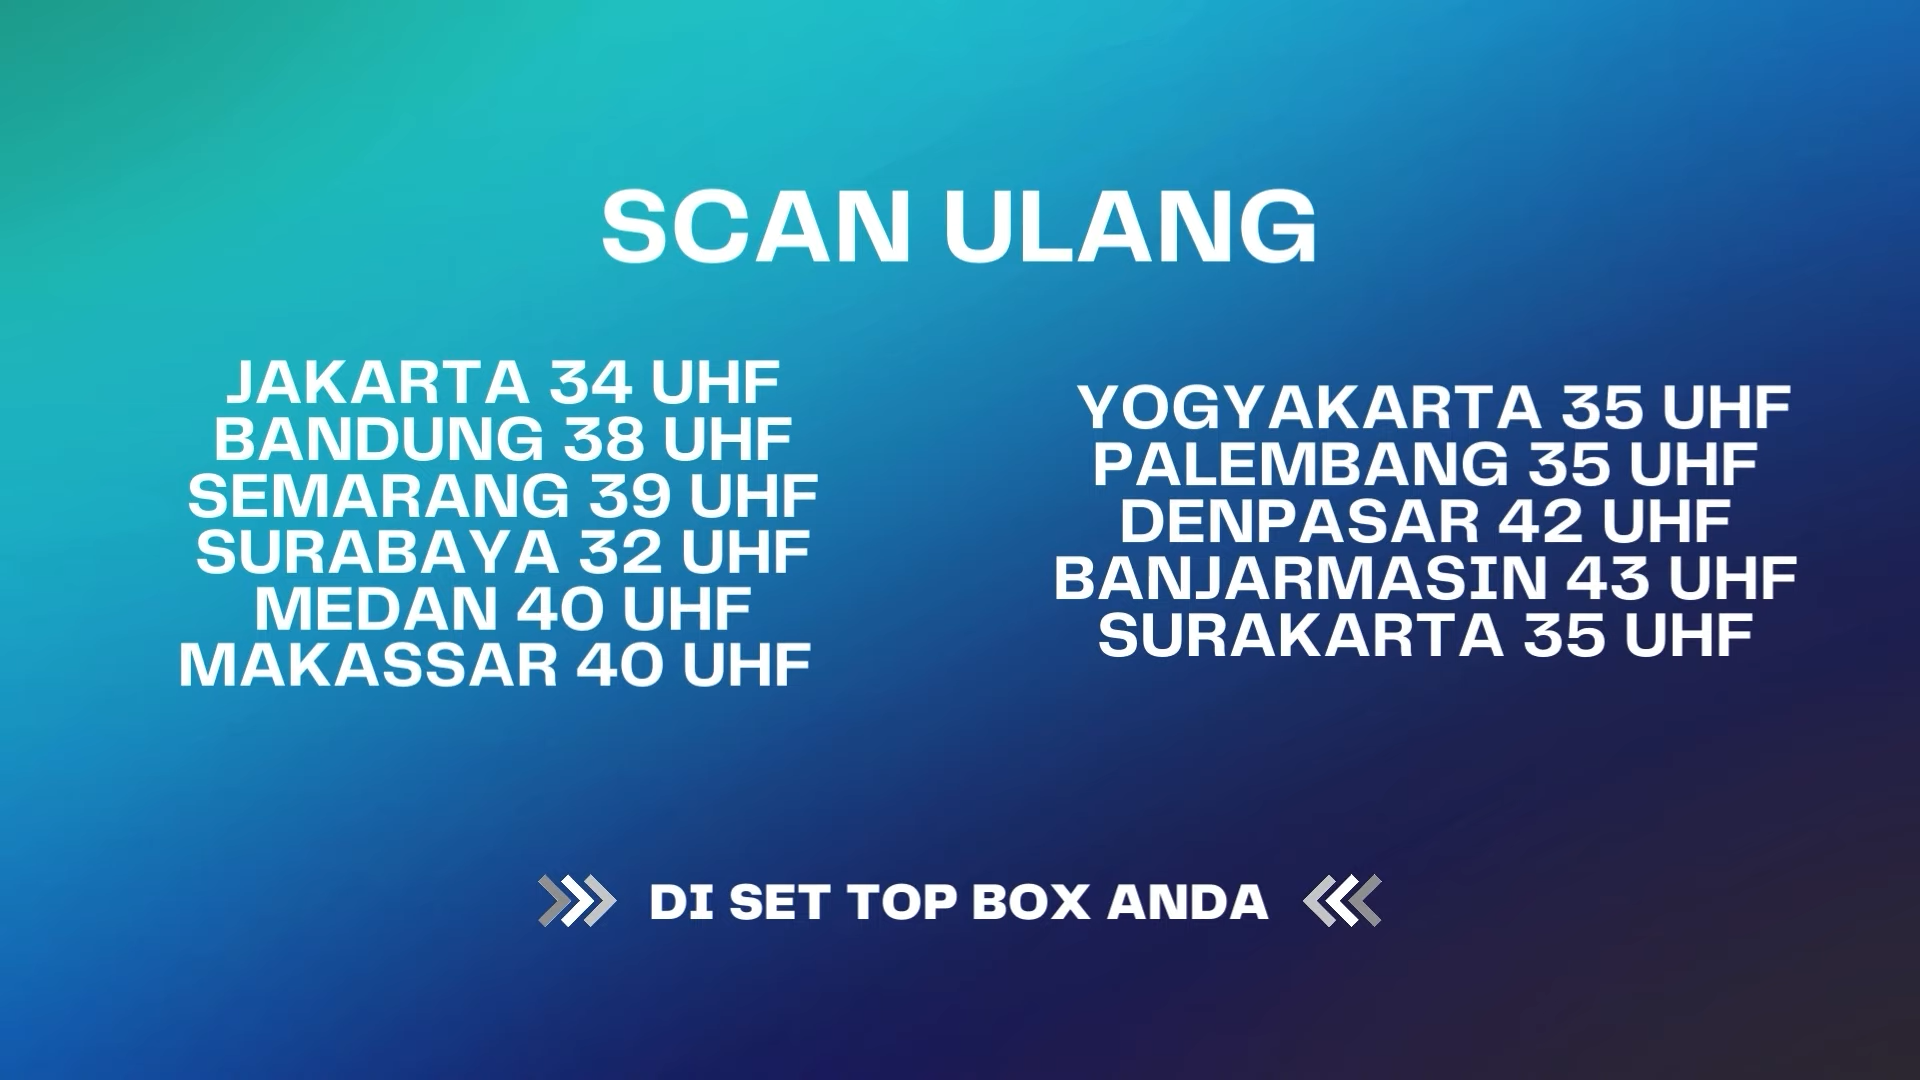 SCAN ULANG
JAKARTA 34 UHF
BANDUNG 38 UHF
SEMARANG 39 UHF
SURABAYA 32 UHF
MEDAN 40 UHF
MAKASSAR 40 UHF
YOGYAKARTA 35 UHF
PALEMBANG 35 UHF
DENPASAR 42 UHF
BANJARMASIN 43 UHF
SURAKARTA 35 UHF
DI SET TOP BOX ANDA